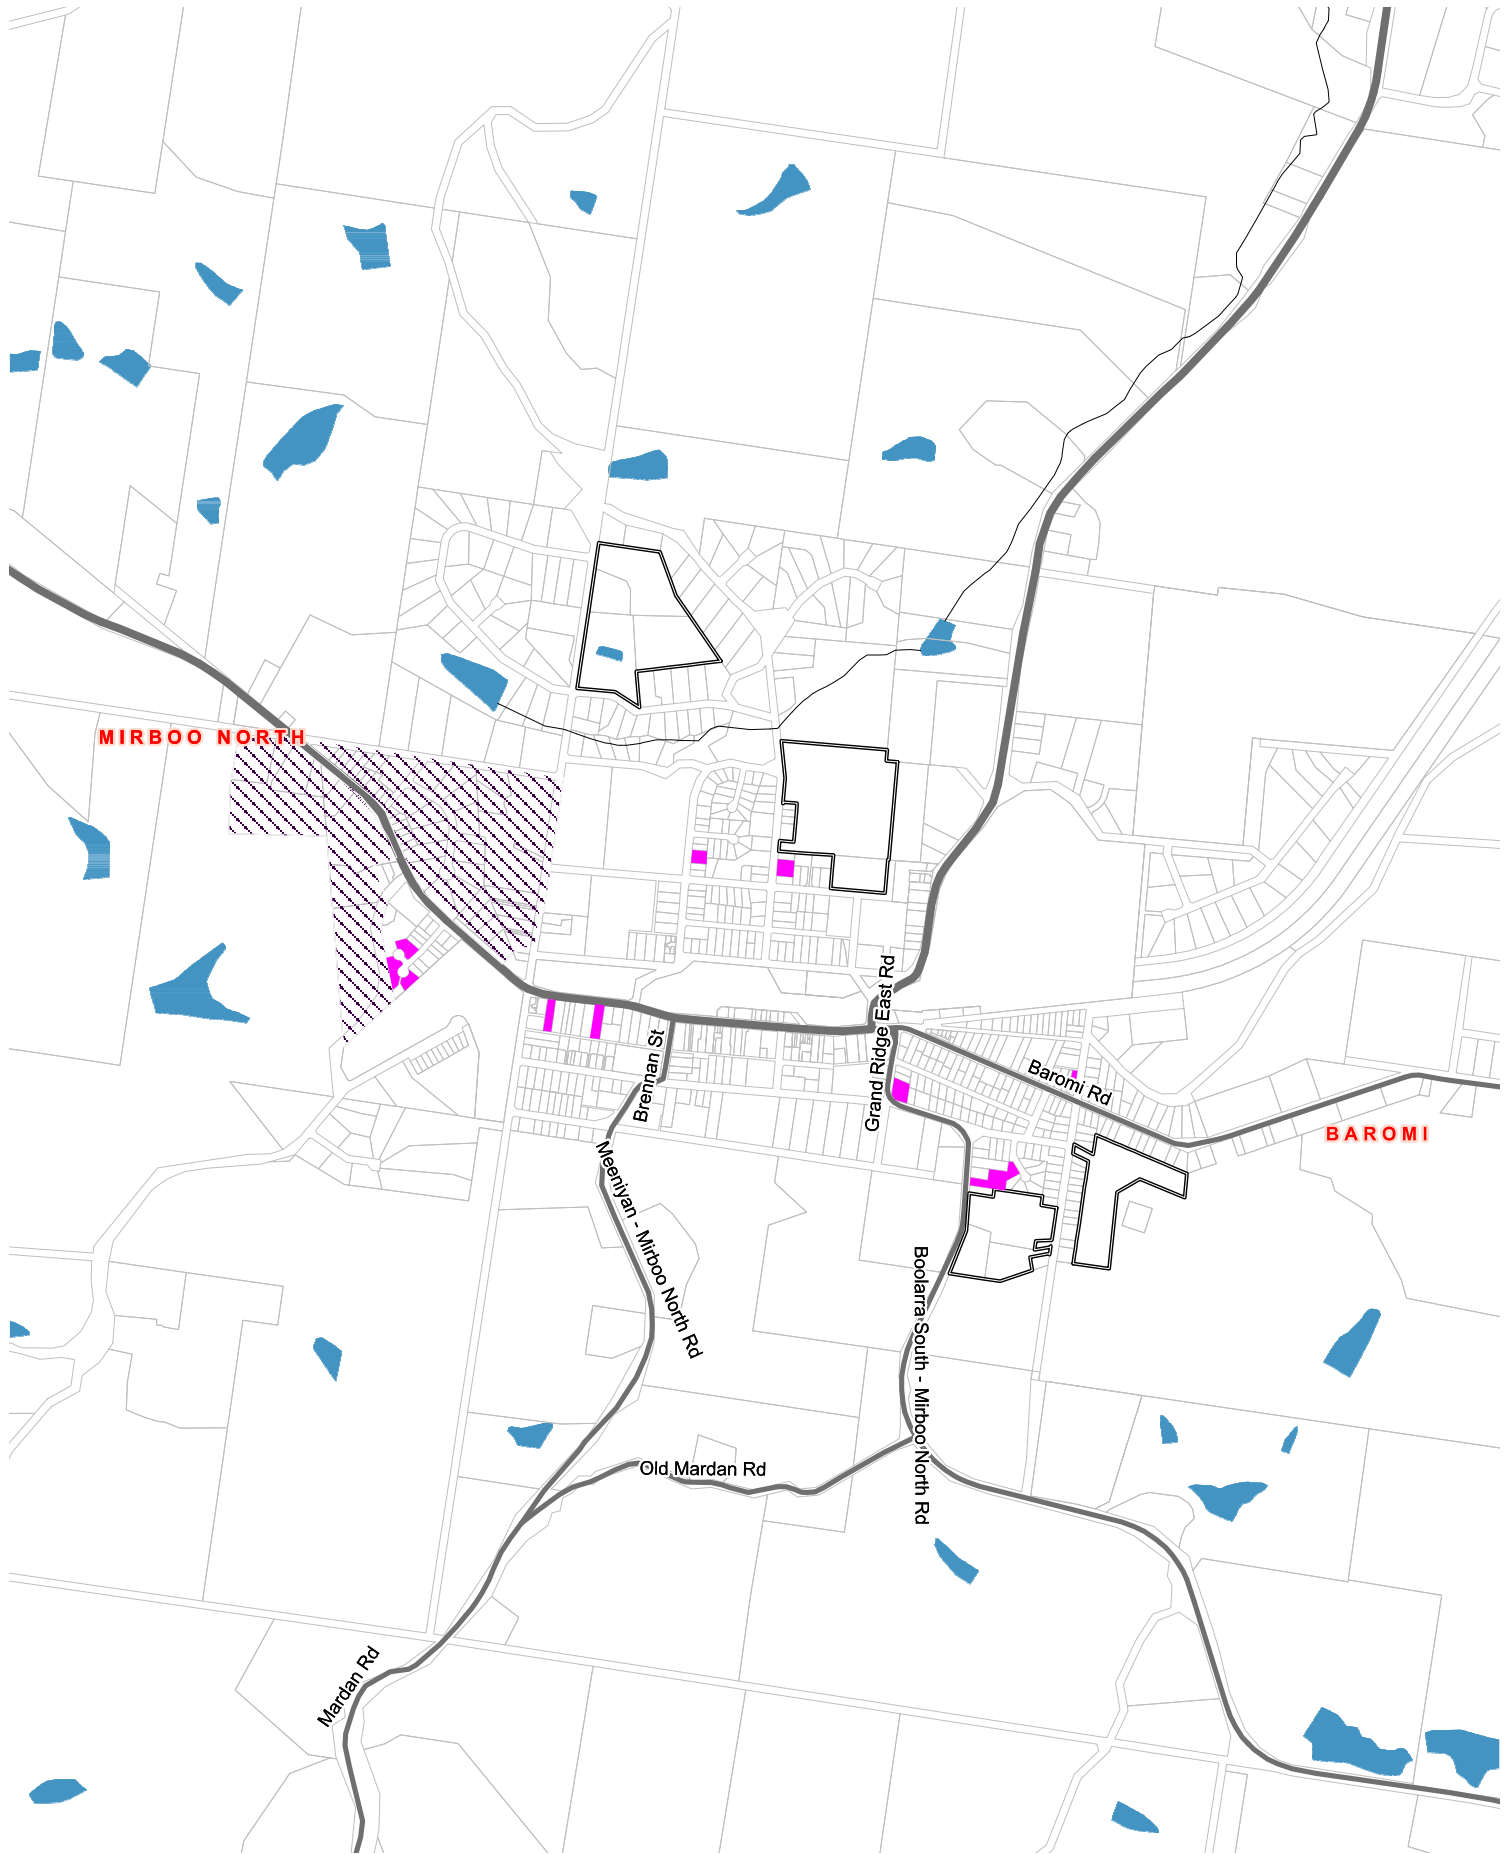 MIRBOO NORTH
Grand Ridge East Rd
Brennan St
Baromi Rd
BAROMI
Meeniyan - Mirboo North Rd
Boolarra South - Mirboo North Rd
Old Mardan Rd
Mardan Rd